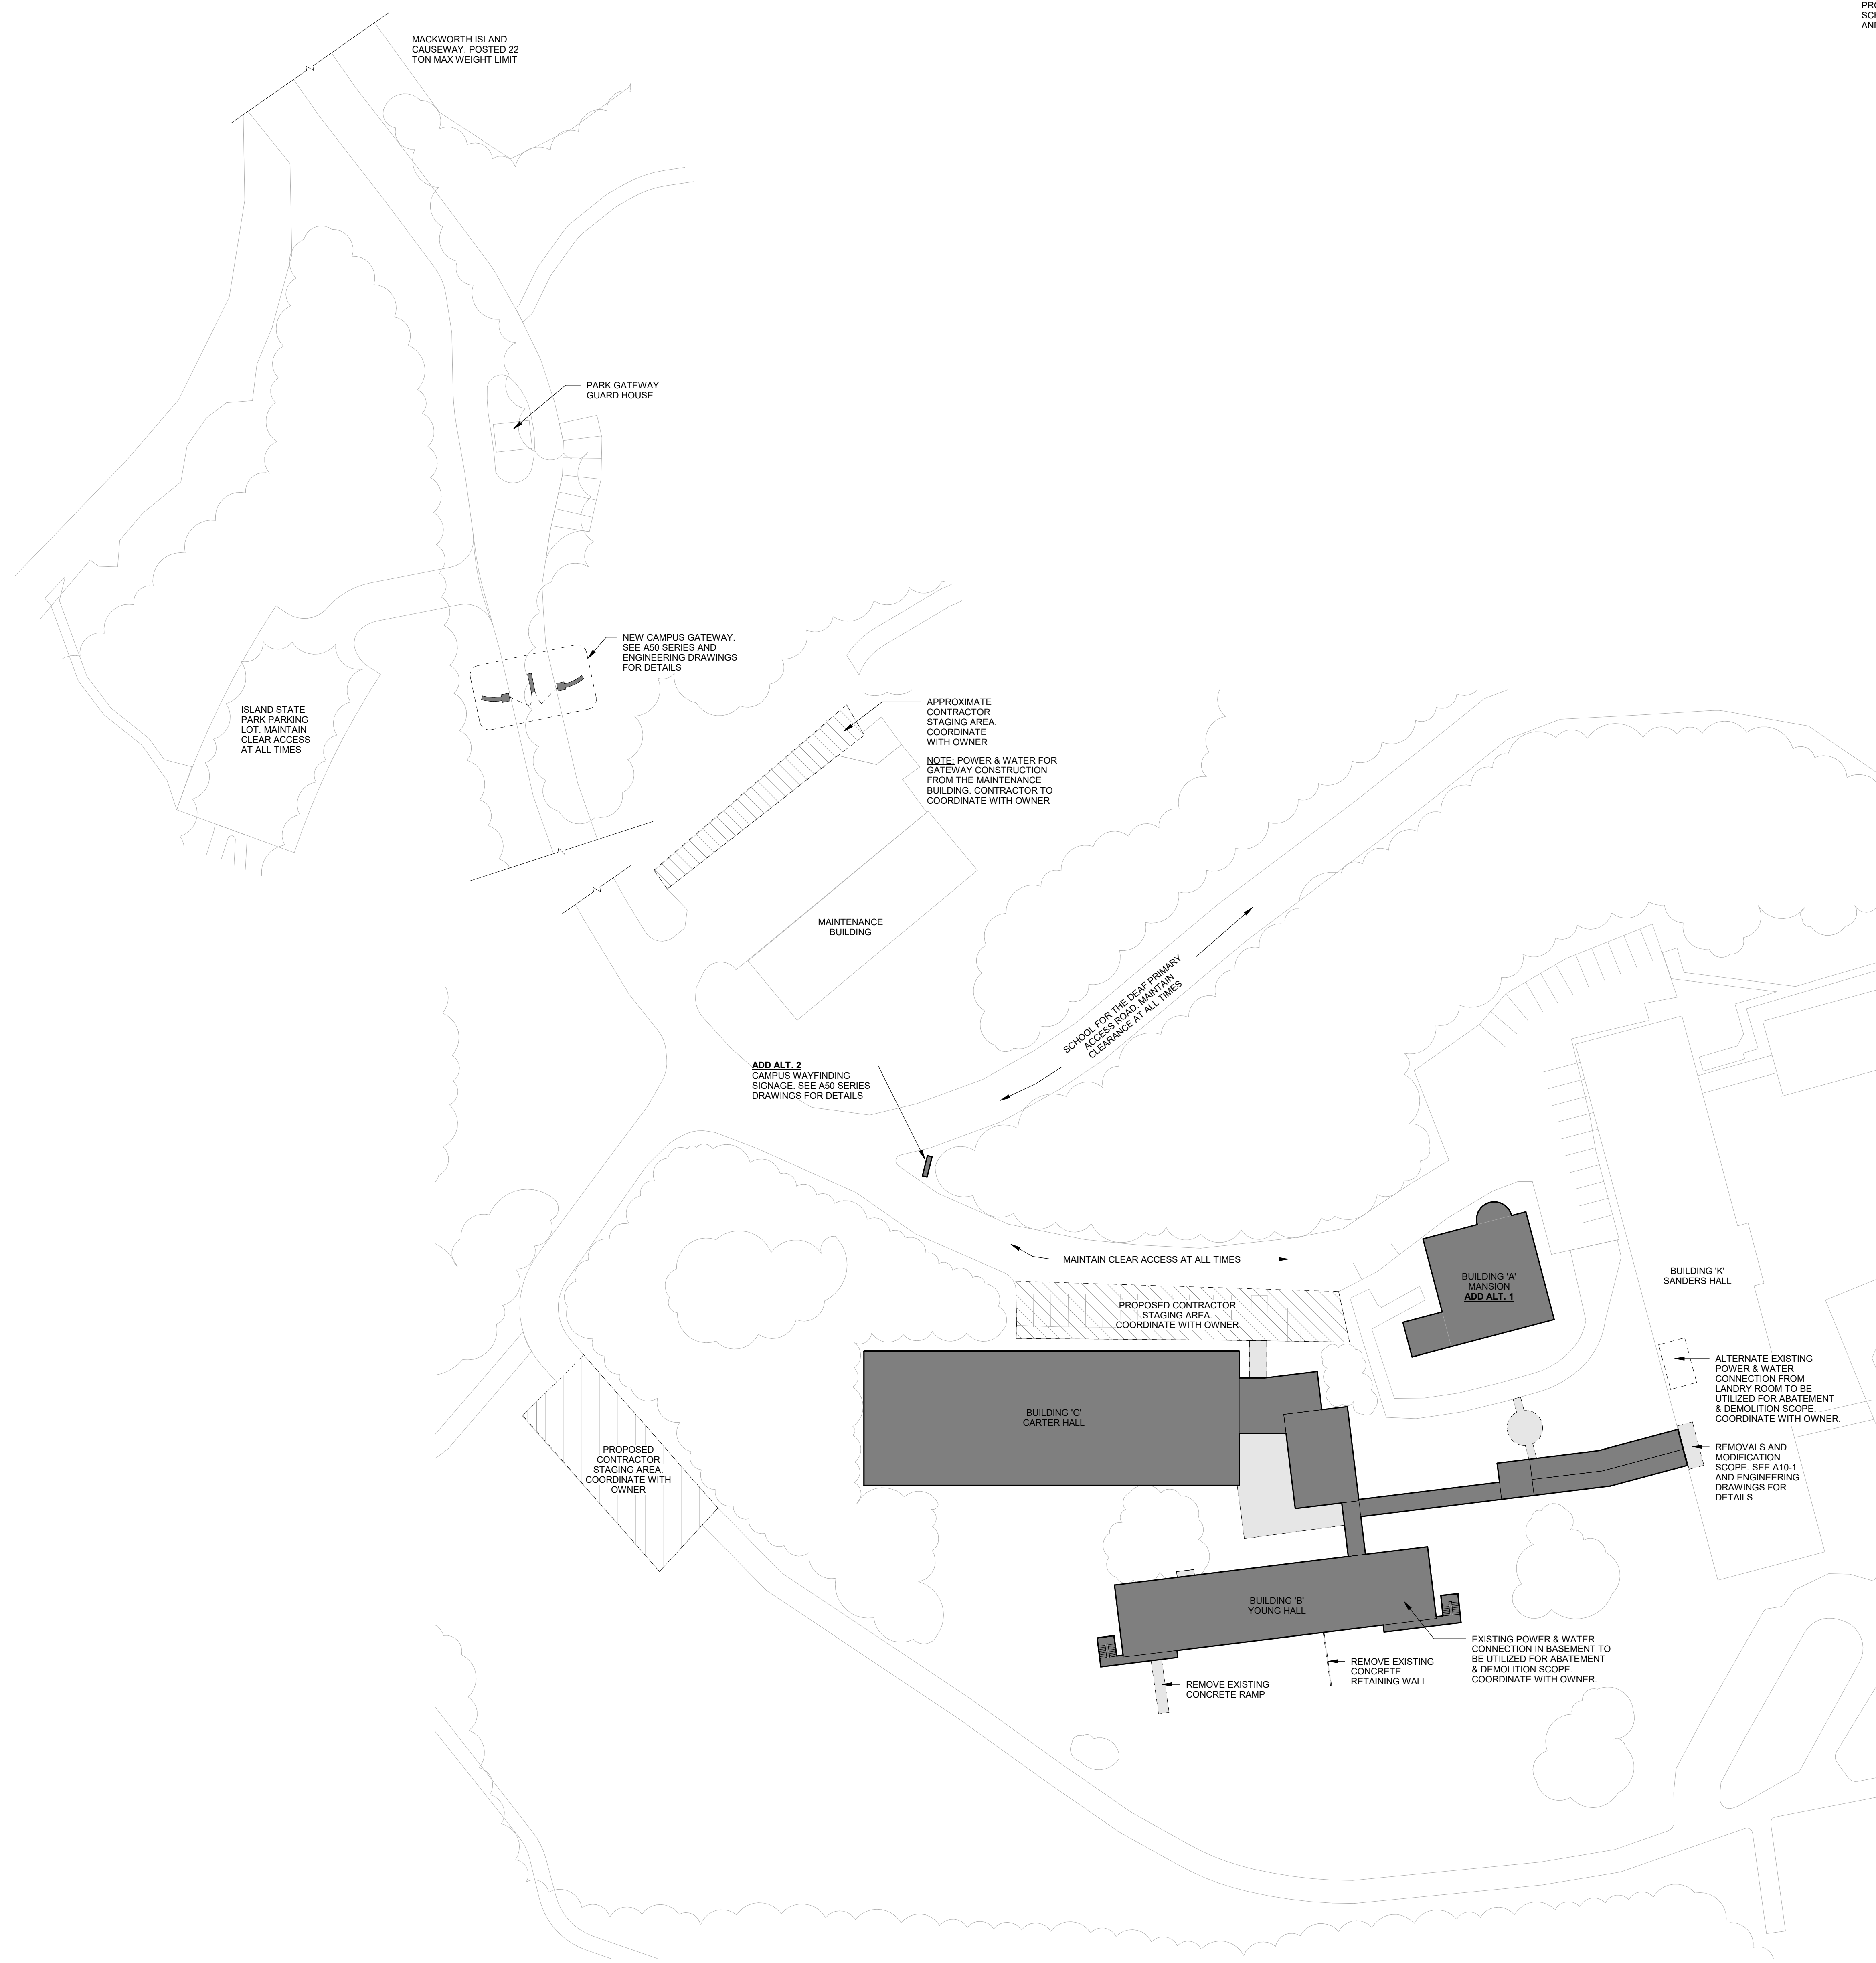 MACKWORTH ISLAND
CAUSEWAY. POSTED 22
TON MAX WEIGHT LIMIT
PARK GATEWAY
GUARD HOUSE
NEW CAMPUS GATEWAY.
SEE A50 SERIES AND
ENGINEERING DRAWINGS
FOR DETAILS
ISLAND STATE
PARK PARKING
LOT. MAINTAIN
CLEAR ACCESS
AT ALL TIMES
APPROXIMATE
CONTRACTOR
STAGING AREA.
COORDINATE
WITH OWNER
NOTE: POWER & WATER FOR
GATEWAY CONSTRUCTION
FROM THE MAINTENANCE
BUILDING. CONTRACTOR TO
COORDINATE WITH OWNER
MAINTENANCE
BUILDING
SCHOOL FOR THE DEAF PRIMARY
ACCESS ROAD. MAINTAIN
CLEARANCE AT ALL TIMES
ADD ALT. 2
CAMPUS WAYFINDING
SIGNAGE. SEE A50 SERIES
DRAWINGS FOR DETAILS
MAINTAIN CLEAR ACCESS AT ALL TIMES
BUILDING 'A'
MANSION
ADD ALT. 1
BUILDING 'K'
SANDERS HALL
PROPOSED CONTRACTOR
STAGING AREA.
COORDINATE WITH OWNER
ALTERNATE EXISTING
POWER & WATER
CONNECTION FROM
LANDRY ROOM TO BE
UTILIZED FOR ABATEMENT
& DEMOLITION SCOPE.
COORDINATE WITH OWNER.
BUILDING 'G'
CARTER HALL
PROPOSED
CONTRACTOR
STAGING AREA.
COORDINATE WITH
OWNER
REMOVALS AND
MODIFICATION
SCOPE. SEE A10-1
AND ENGINEERING
DRAWINGS FOR
DETAILS
BUILDING 'B'
YOUNG HALL
EXISTING POWER & WATER
CONNECTION IN BASEMENT TO
BE UTILIZED FOR ABATEMENT
& DEMOLITION SCOPE.
COORDINATE WITH OWNER.
REMOVE EXISTING
CONCRETE
RETAINING WALL
REMOVE EXISTING
CONCRETE RAMP